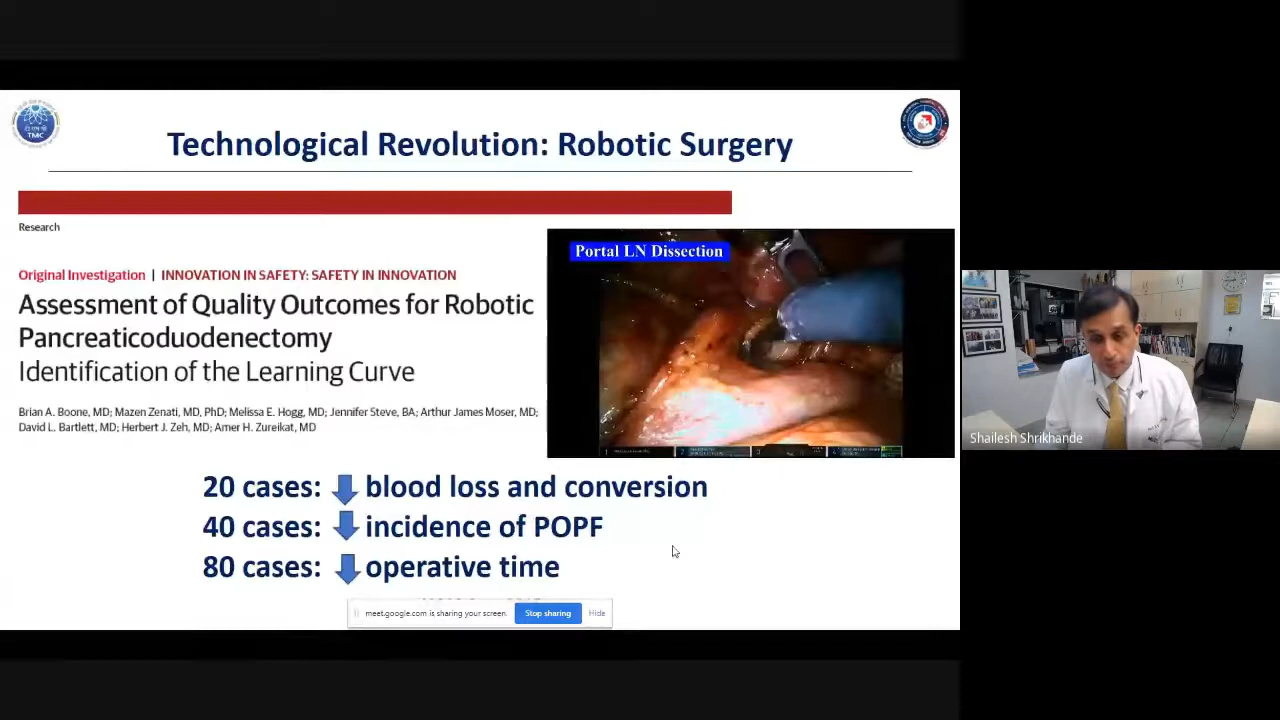 TMC
Technological Revolution: Robotic Surgery
Research
Original Investigation | INNOVATION IN SAFETY: SAFETY IN INNOVATION
Assessment of Quality Outcomes for Robotic
Pancreaticoduodenectomy
Identification of the Learning Curve
Brian A. Boone, MD; Mazen Zenati, MD, PhD; Melissa E. Hogg, MD; Jennifer Steve, BA; Arthur James Moser, MD;
David L. Bartlett, MD; Herbert J. Zeh, MD; Amer H. Zureikat, MD
Portal LN Dissection
20 cases: blood loss and conversion
40 cases: incidence of POPF
80 cases: operative time
meet.google.com is sharing your screen. Stop sharing Hide
Shailesh Shrikhande